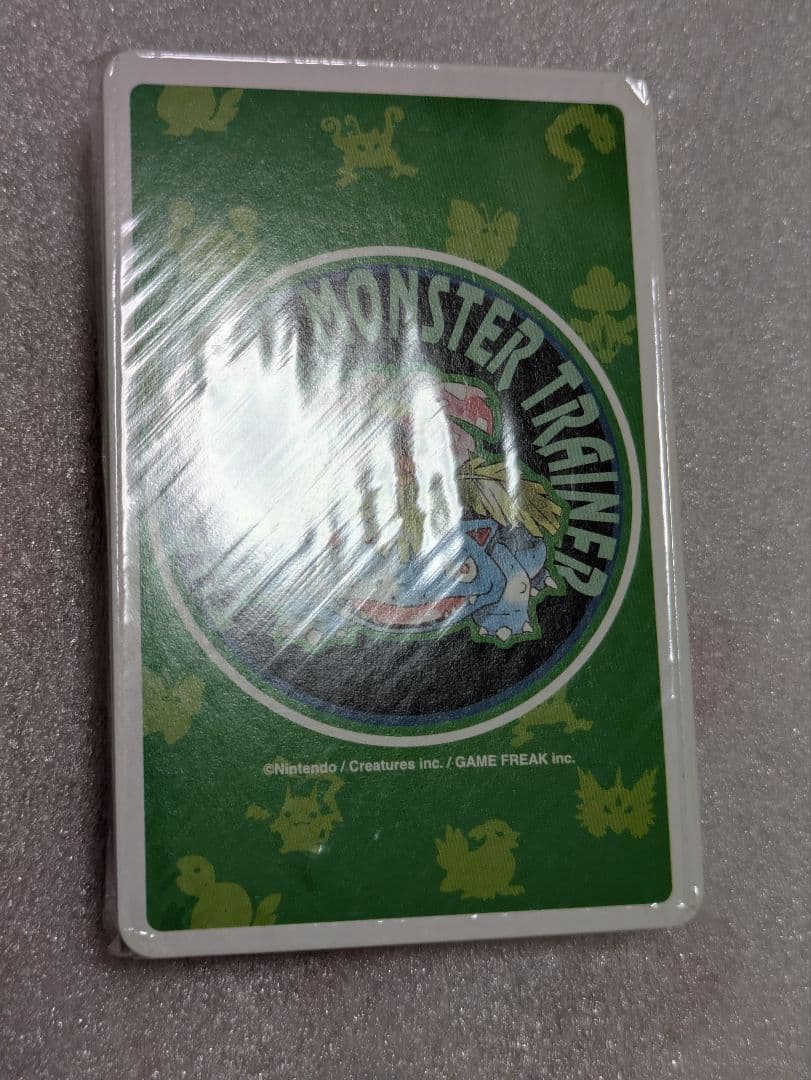 MONSTER TRAINER
©Nintendo / Creatures inc. / GAME FREAK inc.